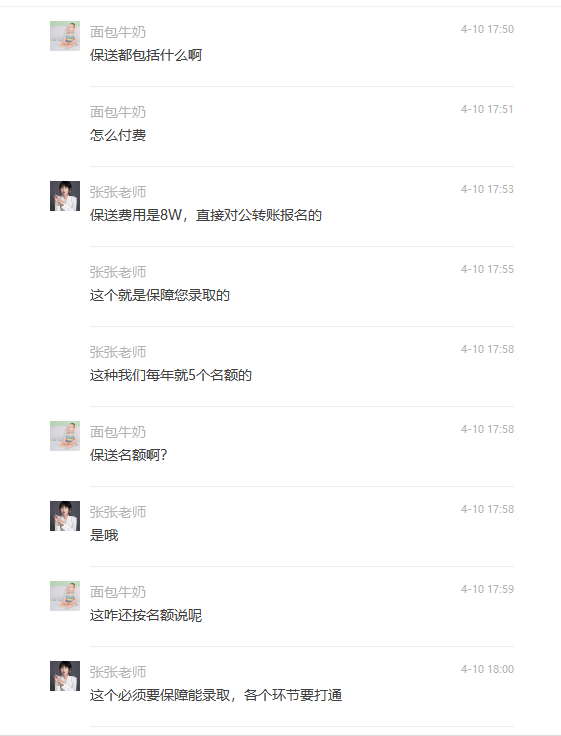 面包牛奶 4-10 17:50
保送都包括什么啊
面包牛奶 4-10 17:51
怎么付费
张张老师 4-10 17:53
保送费用是8W，直接对公转账报名的
张张老师 4-10 17:55
这个就是保障您录取的
张张老师 4-10 17:58
这种我们每年就5个名额的
面包牛奶 4-10 17:58
保送名额啊？
张张老师 4-10 17:58
是哦
面包牛奶 4-10 17:59
这咋还按名额说呢
张张老师 4-10 18:00
这个必须要保障能录取，各个环节要打通